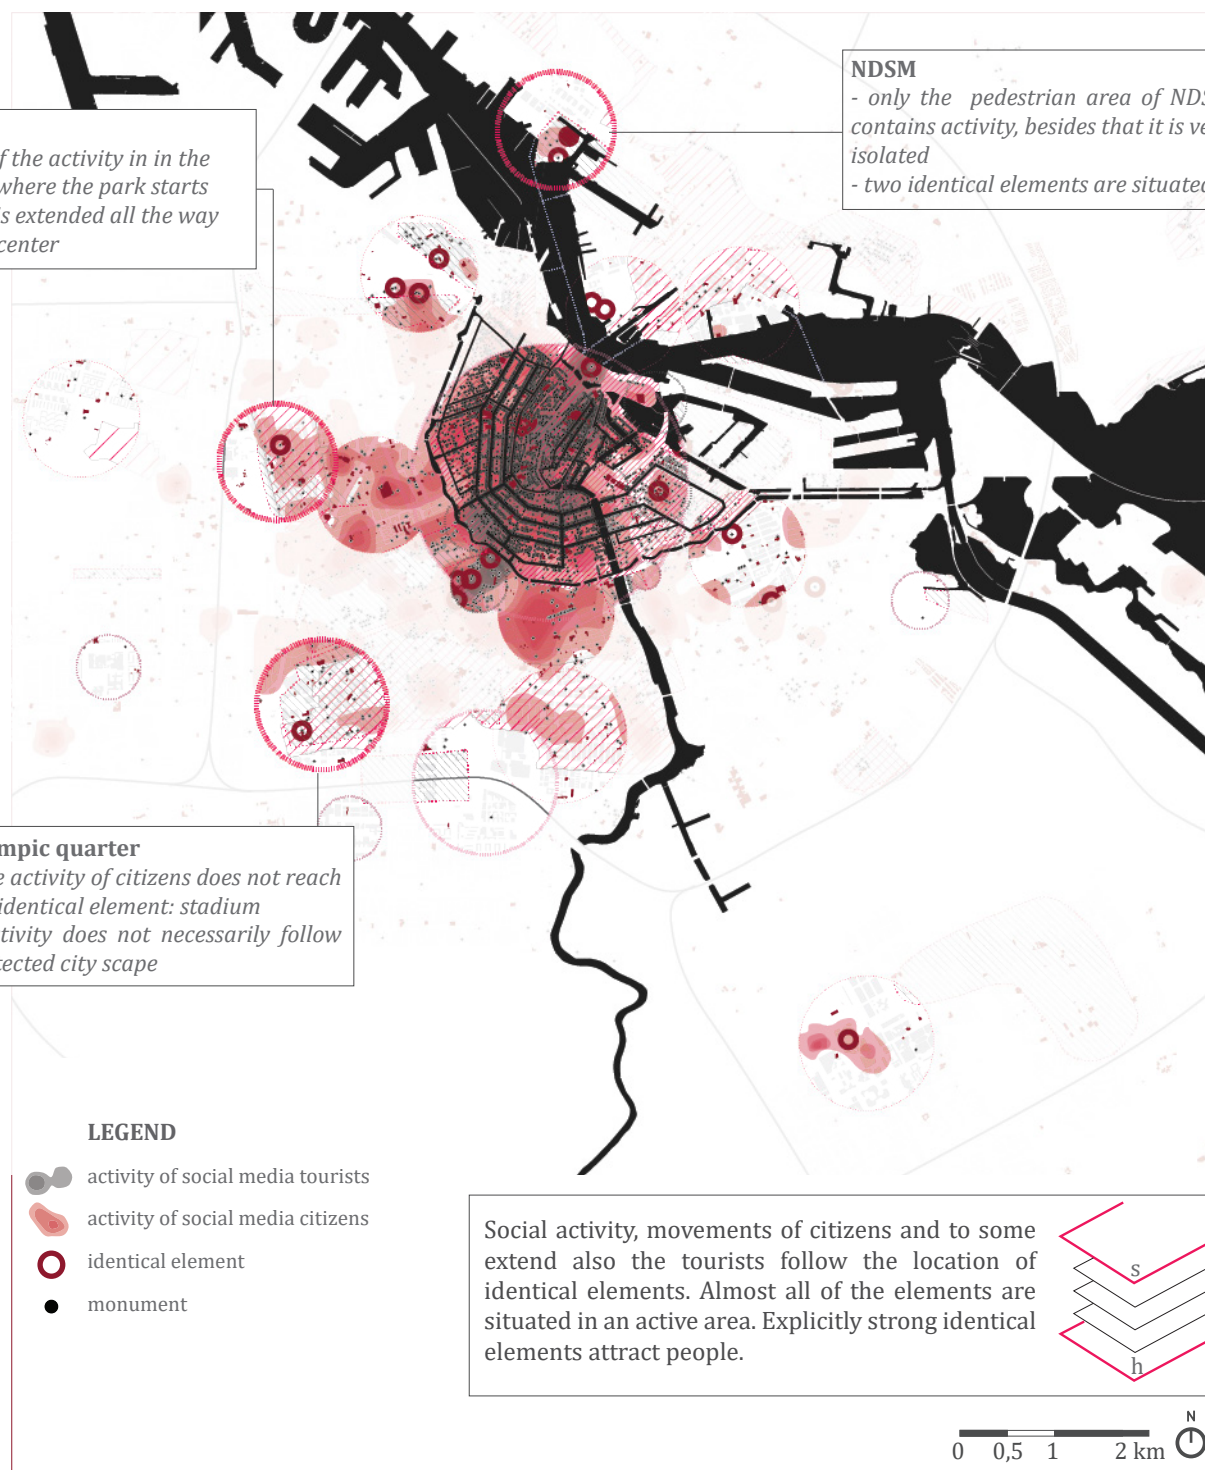 NDSM
- only the pedestrian area of
contains activity, besides that it is
isolated
- two identical elements are situated
the activity in in the
where the park starts
extended all the way
center
quarter
activity of citizens does not reach
identical element: stadium
does not necessarily follow
city scape
LEGEND
activity of social media tourists
activity of social media citizens
identical element
monument
Social activity, movements of citizens and to some
extend also the tourists follow the location of
identical elements. Almost all of the elements are
situated in an active area. Explicitly strong identical
elements attract people.
s
h
N
0 0,5 1 2 km